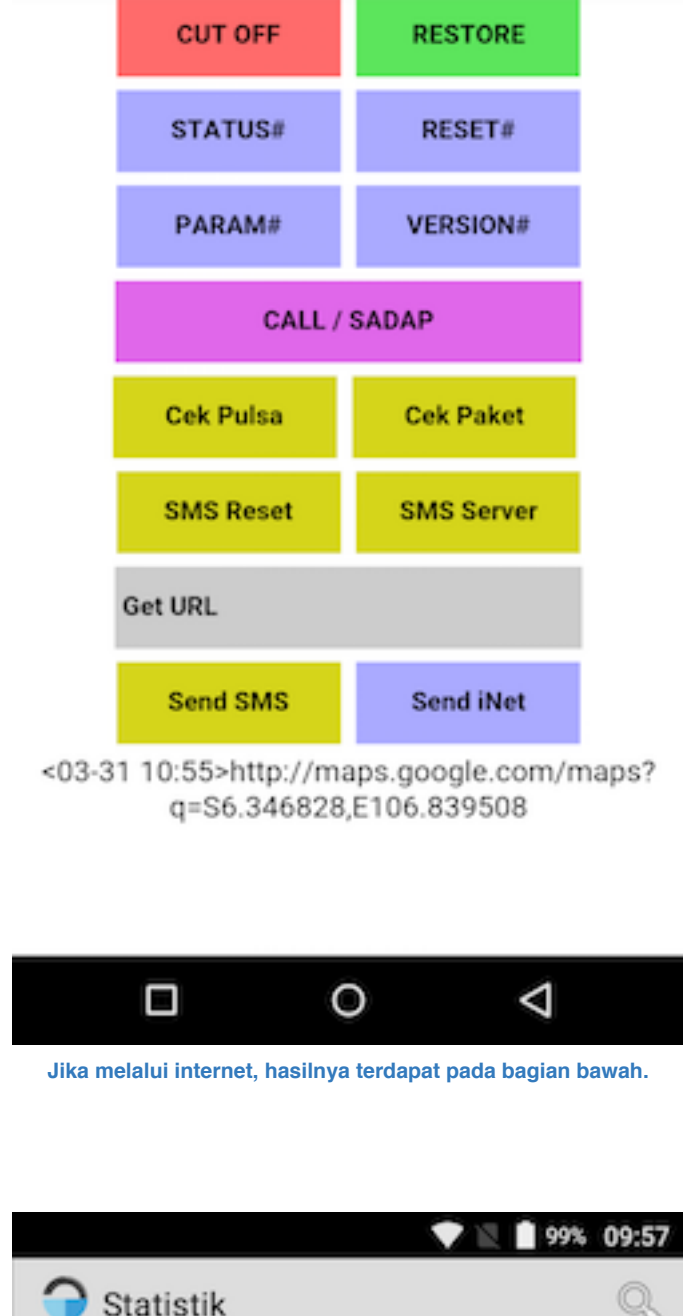 CUT OFF
RESTORE
STATUS#
RESET#
PARAM#
VERSION#
CALL / SADAP
Cek Pulsa
Cek Paket
SMS Reset
SMS Server
Get URL
Send SMS
Send iNet
<03-31 10:55>http://maps.google.com/maps?
q=S6.346828,E106.839508
Jika melalui internet, hasilnya terdapat pada bagian bawah.
99% 09:57
Statistik